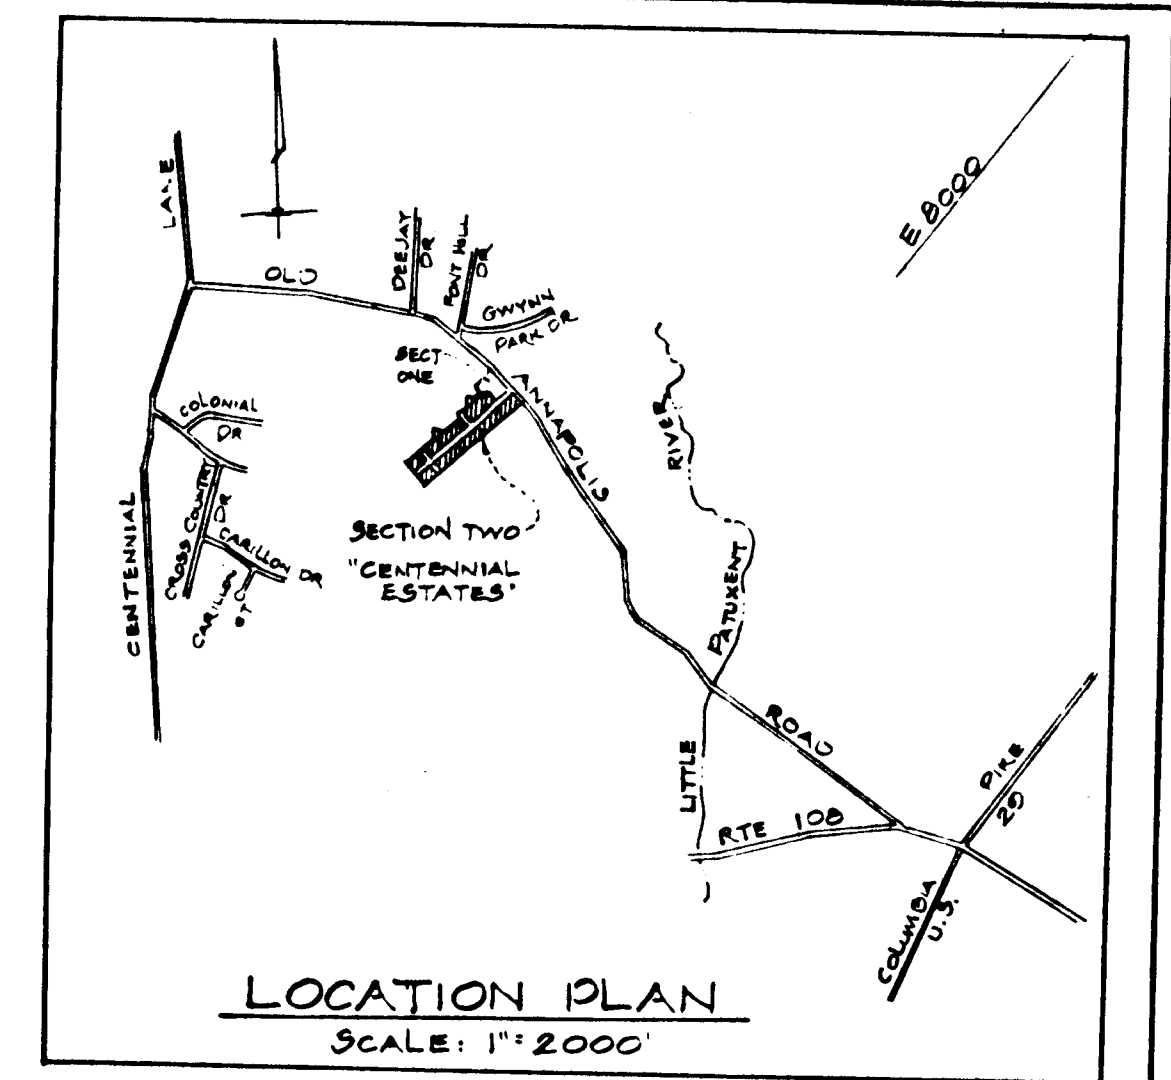 LANE
E 8000
OLD
DEEJAY
DR
FONT HILL
DR
GWYNN
PARK DR
SECT
ONE
ANNAPOLIS
COLONIAL
DR
RIVER
CENTENNIAL
CROSS COUNTRY
DR
CARILLON DR
CARILLON
CT
SECTION TWO
"CENTENNIAL
ESTATES"
PATUXENT
ROAD
LITTLE
PIKE
29
RTE 108
COLUMBIA
U.S.
LOCATION PLAN
SCALE: 1"=2000'